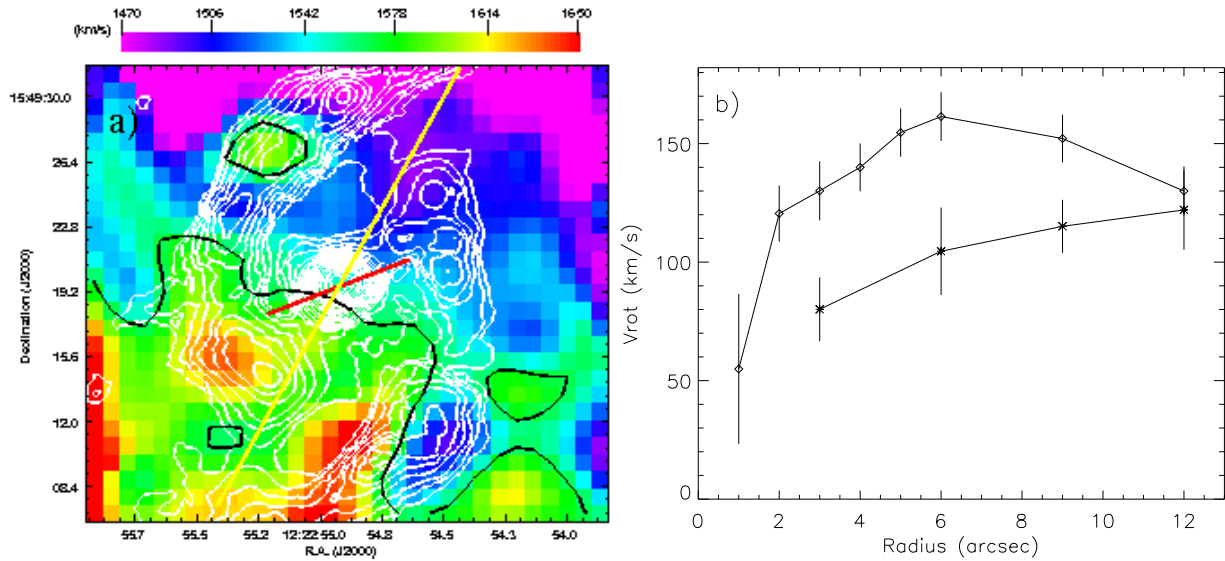 1470 1506 1542 1578 1614 1650
(km/s)
a)
15:49:30.0
26.4
22.8
19.2
15.6
12.0
08.4
Declination (J2000)
55.7 55.5 55.2 12:22:55.0 54.8 54.5 54.3 54.0
R.A. (J2000)
b)
150
100
50
0
Vrot (km/s)
0 2 4 6 8 10 12
Radius (arcsec)